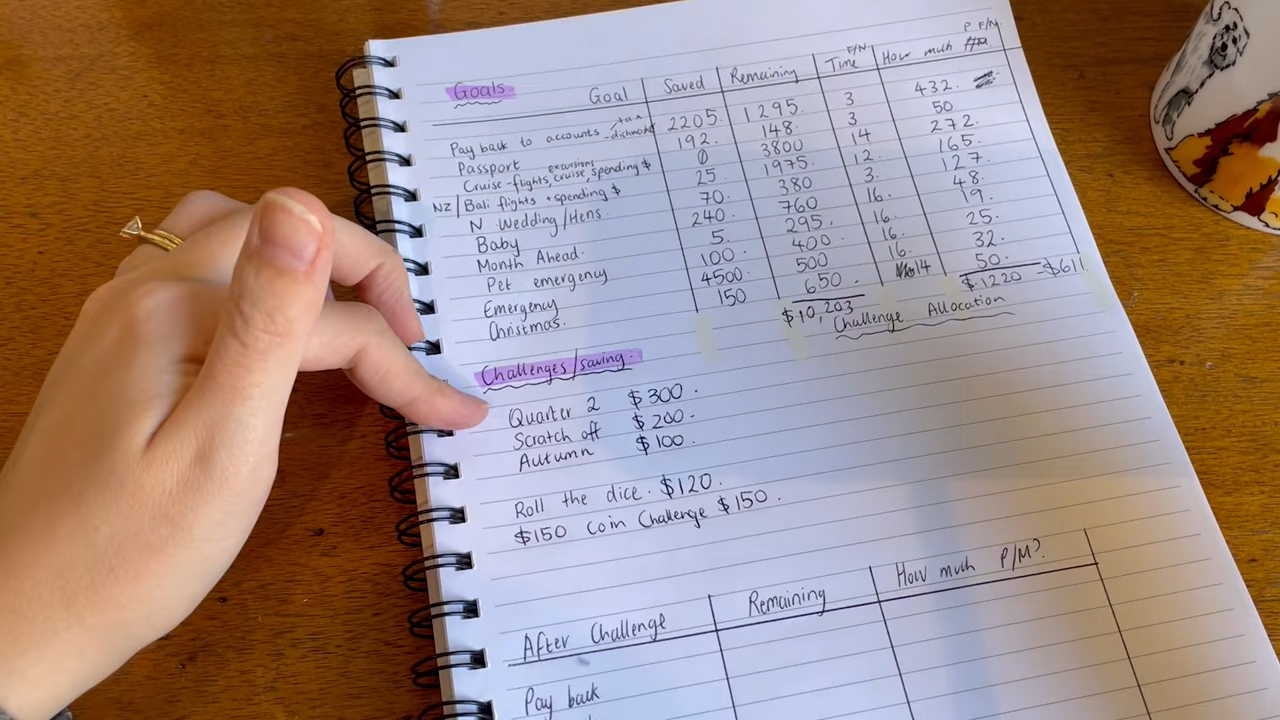 Goals Goal Saved Remaining Time F/N How much P F/N
Pay back to accounts - tax 2205. 1295. 3 432.
Passport 192. 148. 3 50
Cruise - flights, excursions, cruise, spending $ 0 3800 14 272.
NZ/Bali flights + spending $ 25. 1975. 12. 165.
N Wedding/Hens. 70. 380 3. 127.
Baby 240. 760 16. 48.
Month Ahead. 5. 295. 16. 19.
Pet emergency 100. 400 16. 25.
Emergency 4500. 500 16. 32.
Christmas. 150 650. 14 50.
$10,203 $1220 -
Challenge Allocation
Challenges/saving.
Quarter 2 $300.
Scratch off $200.
Autumn $100.
Roll the dice. $120.
$150 coin Challenge $150.
After Challenge Remaining How much P/M?
Pay back